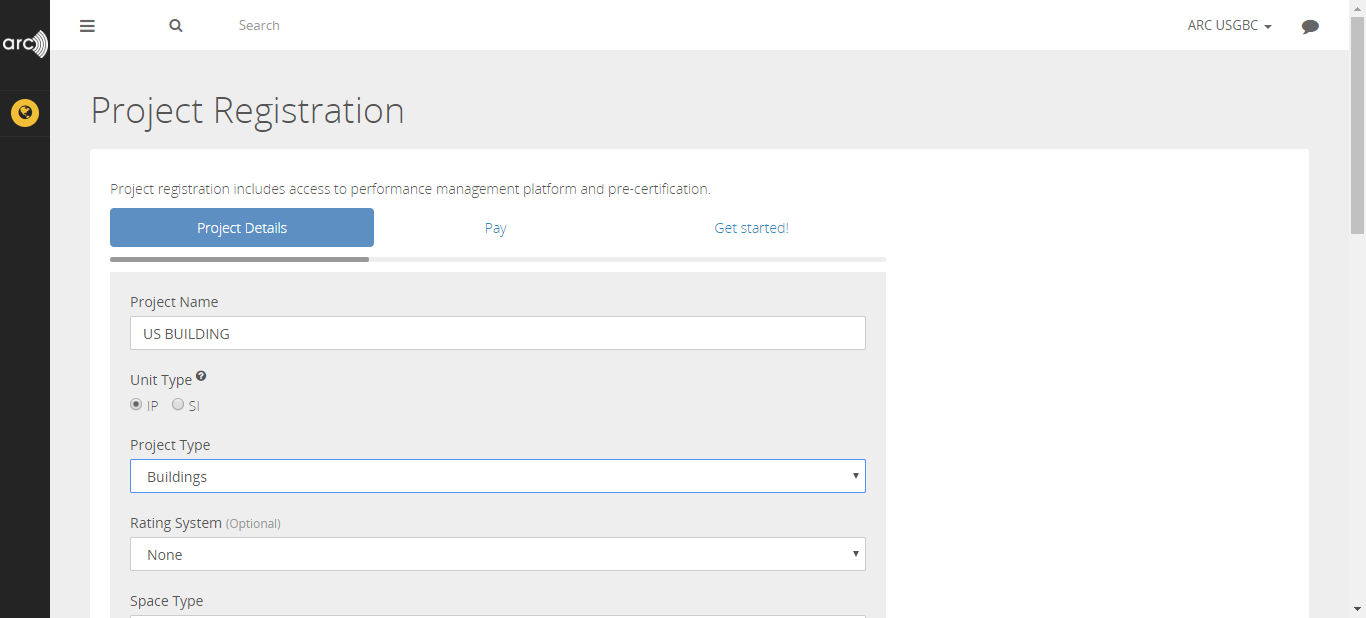 arc
Search
ARC USGBC
Project Registration
Project registration includes access to performance management platform and pre-certification.
Project Details
Pay
Get started!
Project Name
US BUILDING
Unit Type ?
IP SI
Project Type
Buildings
Rating System (Optional)
None
Space Type